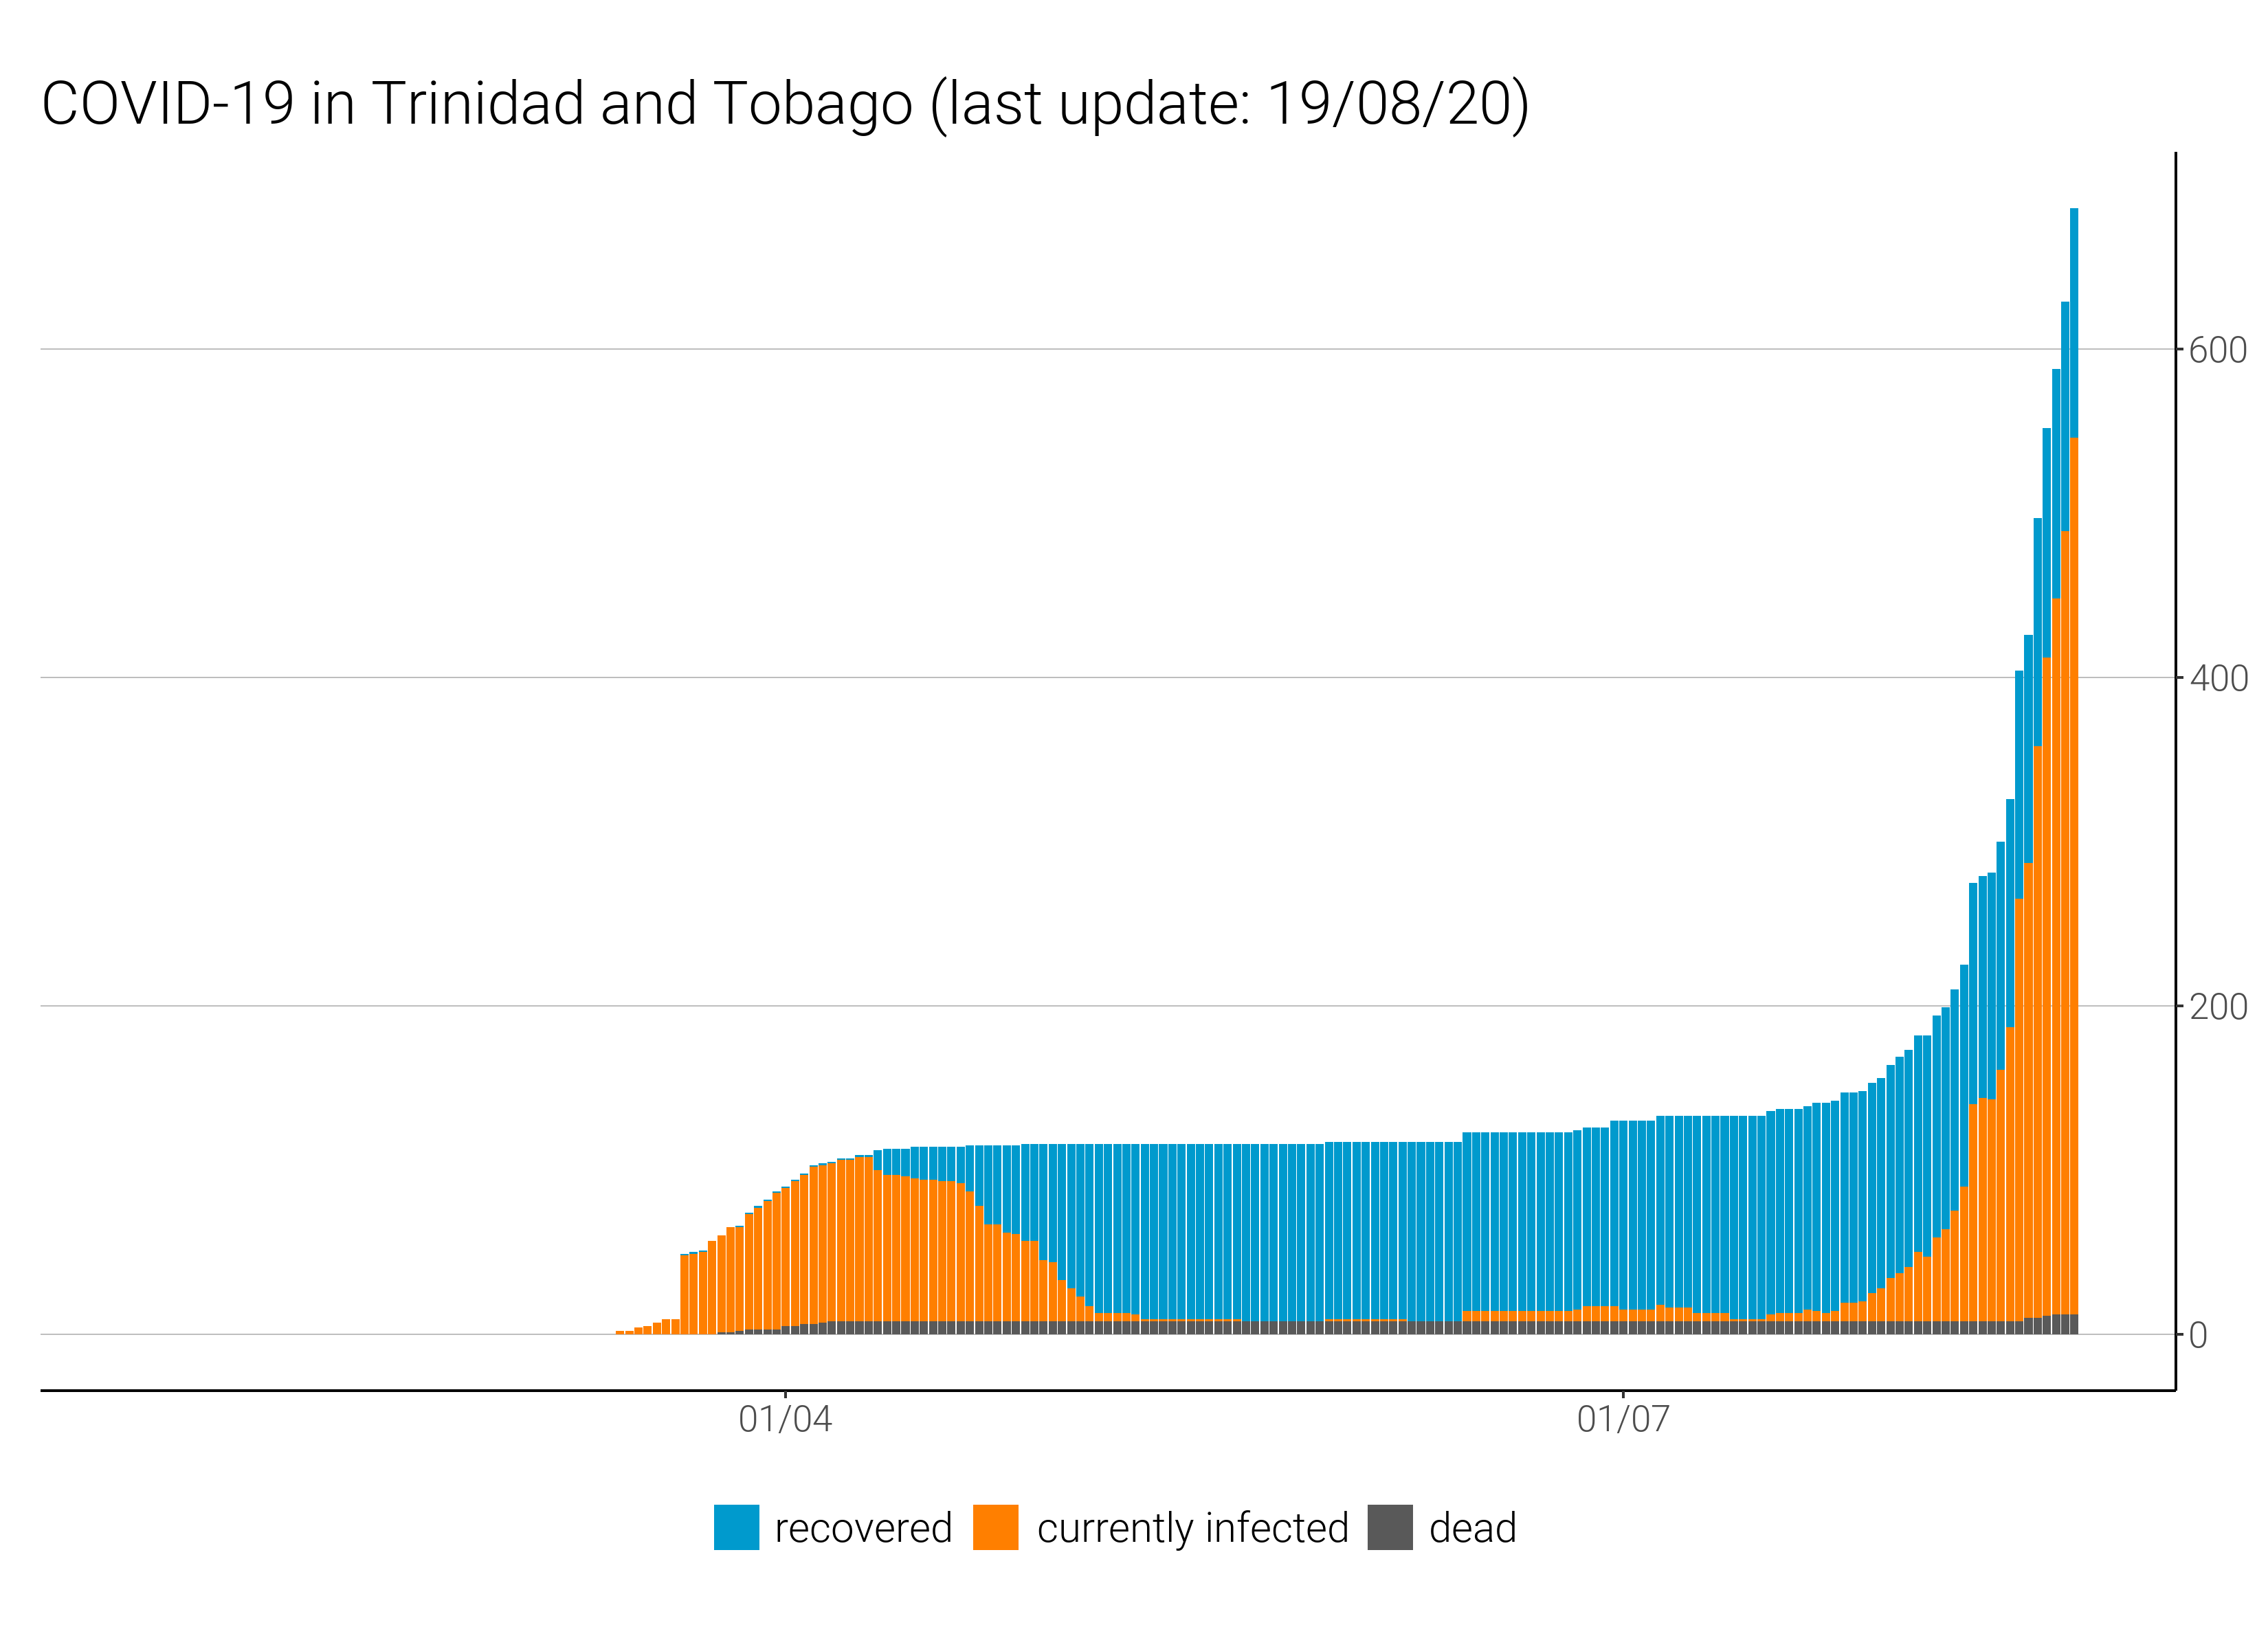 COVID-19 in Trinidad and Tobago (last update: 19/08/20)
600
400
200
0
01/04 01/07
recovered currently infected dead